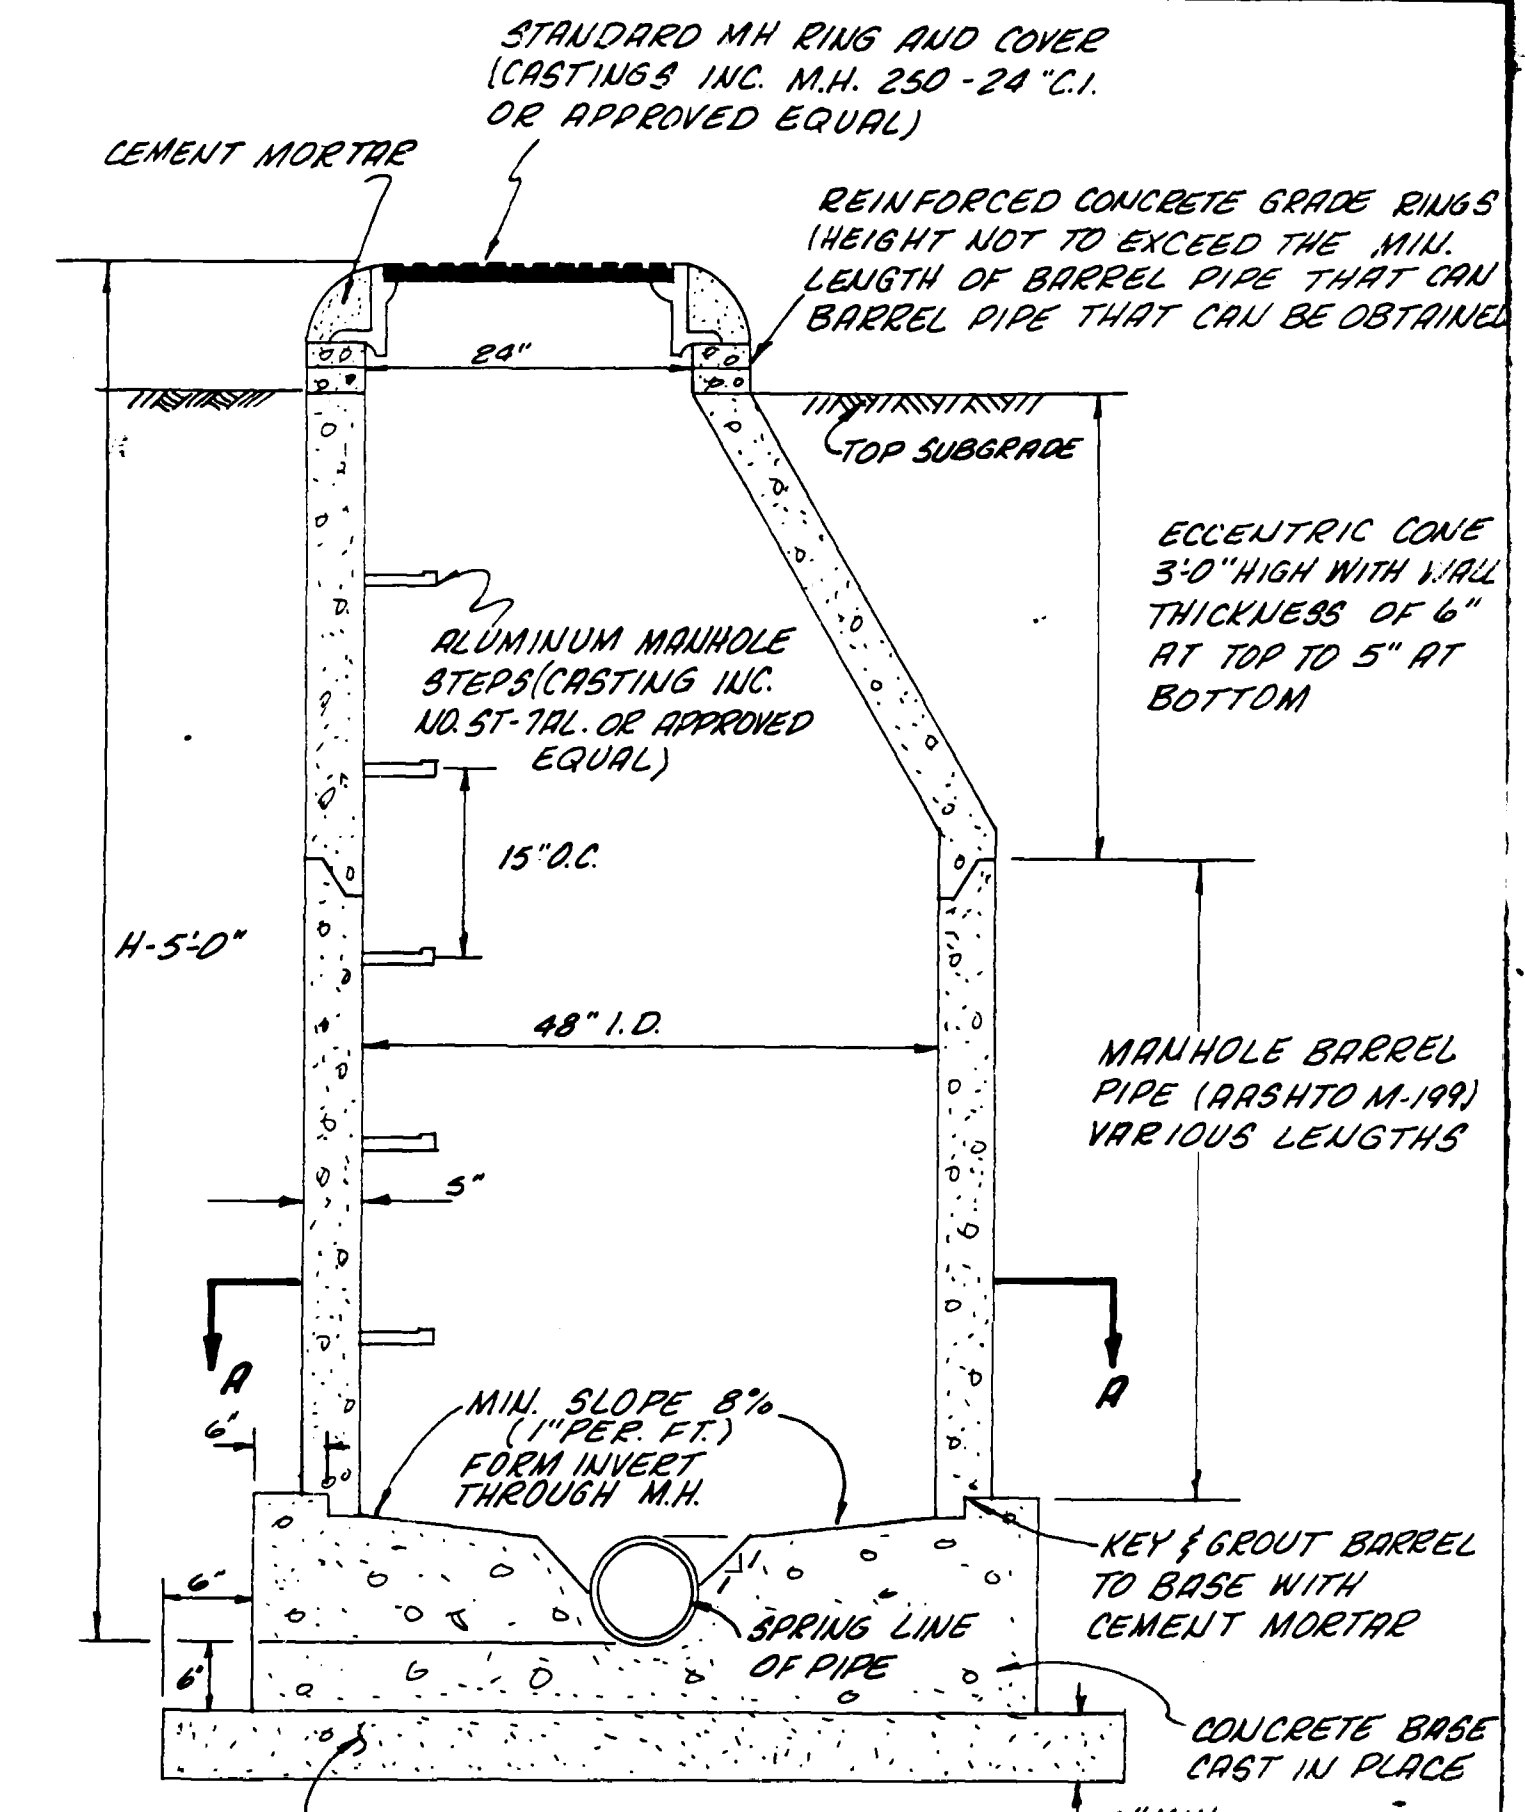 STANDARD MH RING AND COVER
(CASTINGS INC. M.H. 250-24"C.I.
OR APPROVED EQUAL)
CEMENT MORTAR
REINFORCED CONCRETE GRADE RINGS
(HEIGHT NOT TO EXCEED THE MIN.
LENGTH OF BARREL PIPE THAT CAN
BARREL PIPE THAT CAN BE OBTAINED
24"
TOP SUBGRADE
ECCENTRIC CONE
3'-0" HIGH WITH WALL
THICKNESS OF 6"
AT TOP TO 5" AT
BOTTOM
ALUMINUM MANHOLE
STEPS (CASTING INC.
NO. ST-7AL. OR APPROVED
EQUAL)
15" O.C.
H-5'-0"
48" I.D.
MANHOLE BARREL
PIPE (AASHTO M-199)
VARIOUS LENGTHS
5"
A
A
MIN. SLOPE 8%
(1" PER. FT.)
FORM INVERT
THROUGH M.H.
6"
KEY & GROUT BARREL
TO BASE WITH
CEMENT MORTAR
6"
SPRING LINE
OF PIPE
6"
CONCRETE BASE
CAST IN PLACE